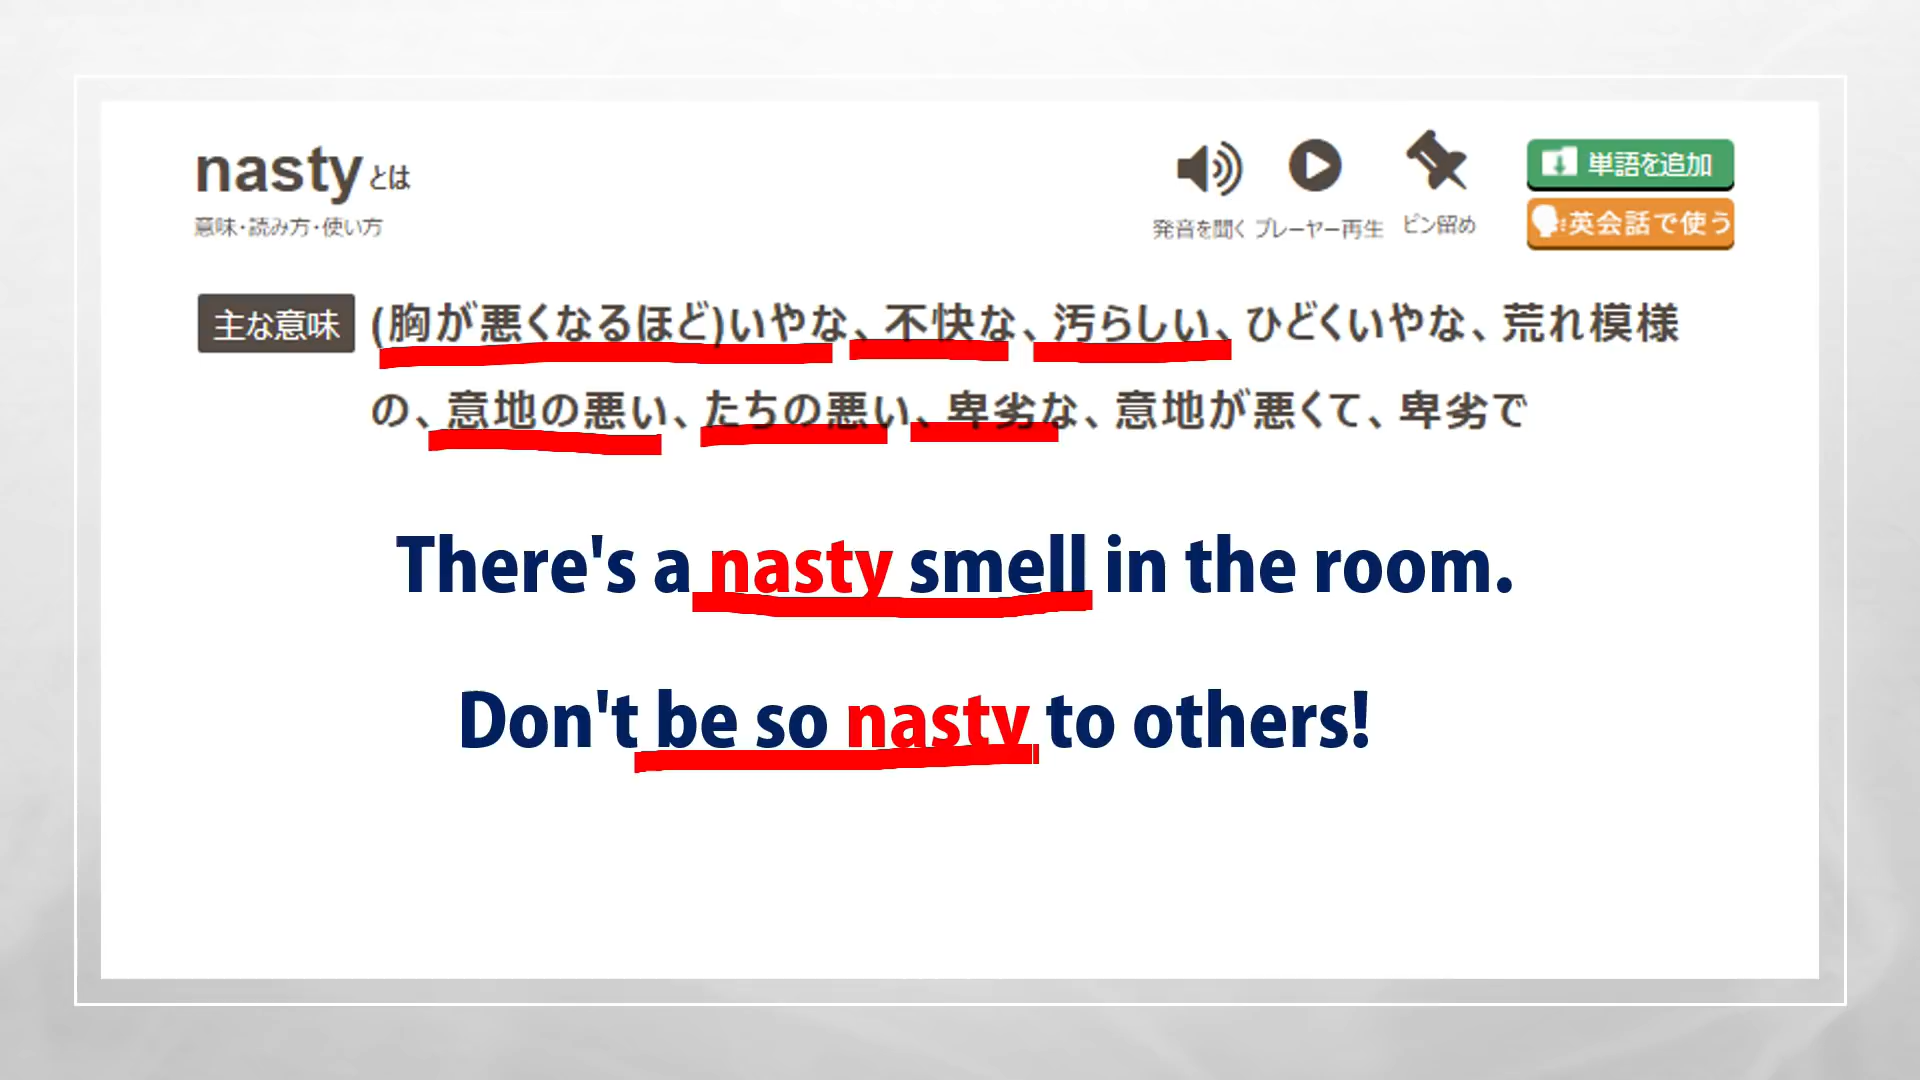 nastyとは
意味・読み方・使い方
発音を聞く プレーヤー再生 ピン留め
単語を追加
英会話で使う
主な意味 (胸が悪くなるほど)いやな、不快な、汚らしい、ひどくいやな、荒れ模様
の、意地の悪い、たちの悪い、卑劣な、意地が悪くて、卑劣で
There's a nasty smell in the room.
Don't be so nasty to others!